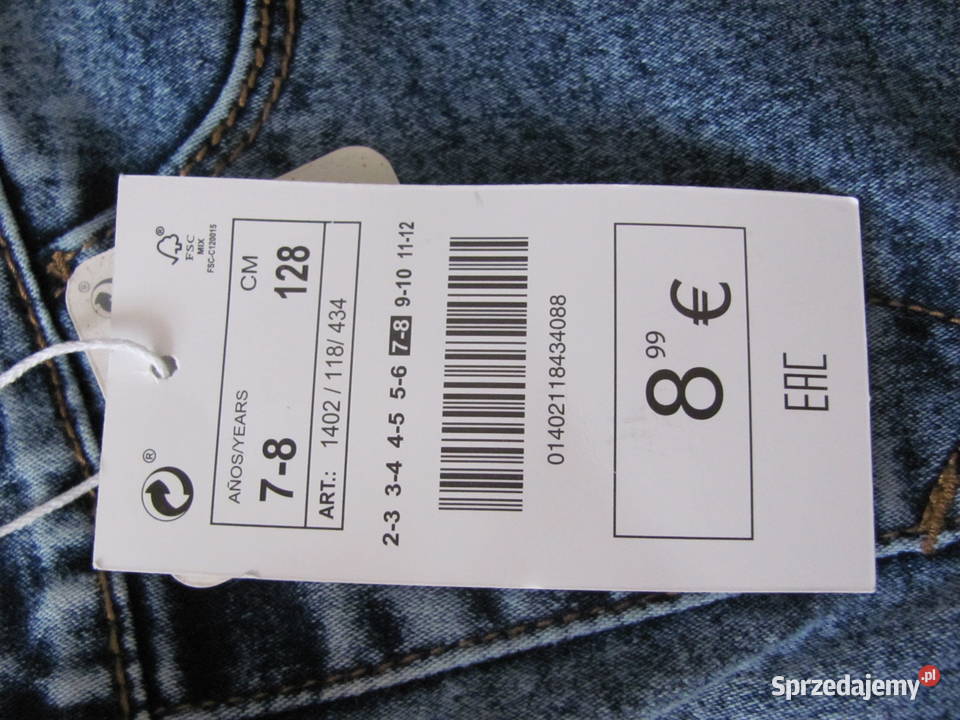 ®
FSC
MIX
FSC-C120015
®
AÑOS/YEARS
CM
7-8
128
ART.: 1402 / 118/ 434
2-3 3-4 4-5 5-6 7-8 9-10 11-12
01402118434088
8 99 €
EAC
Sprzedajemy.pl